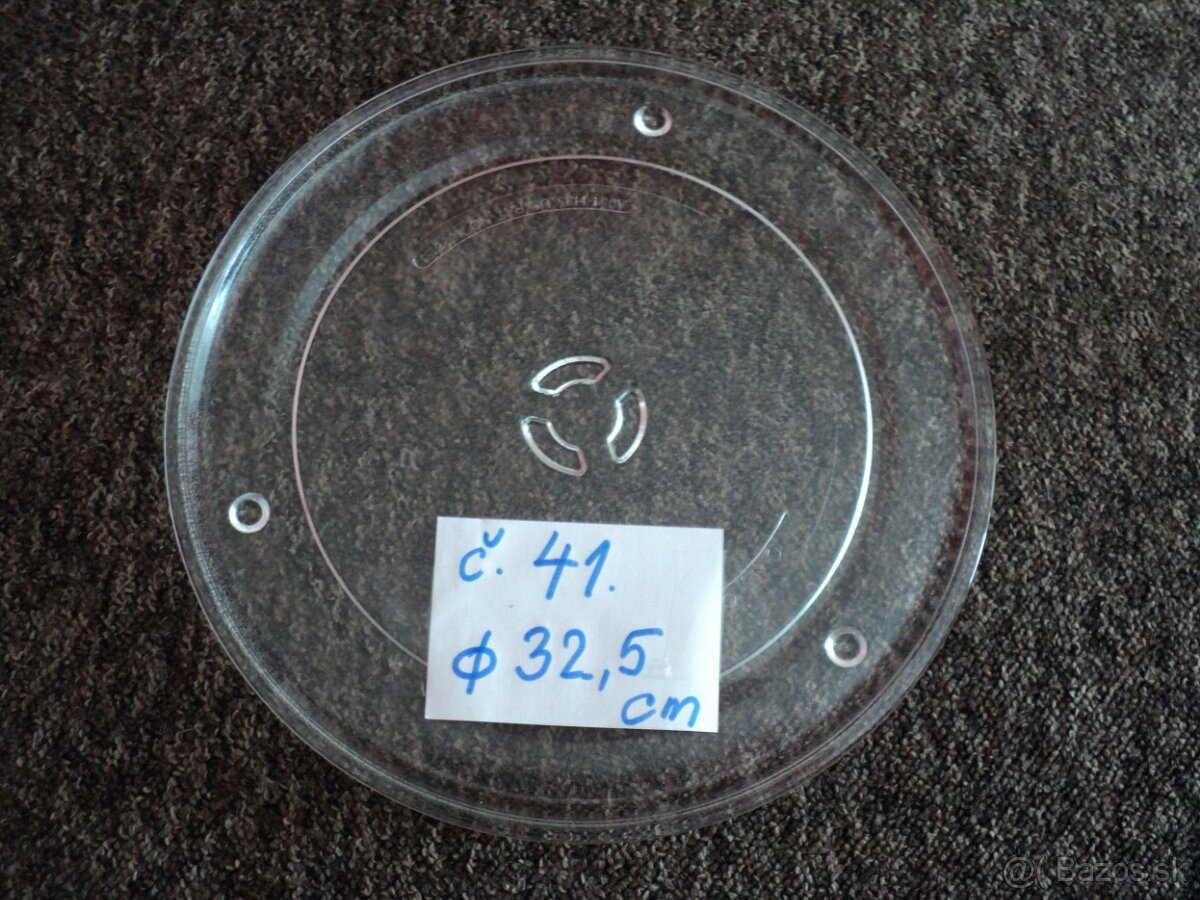 č. 41.
ϕ 32,5
cm
Bazos.sk